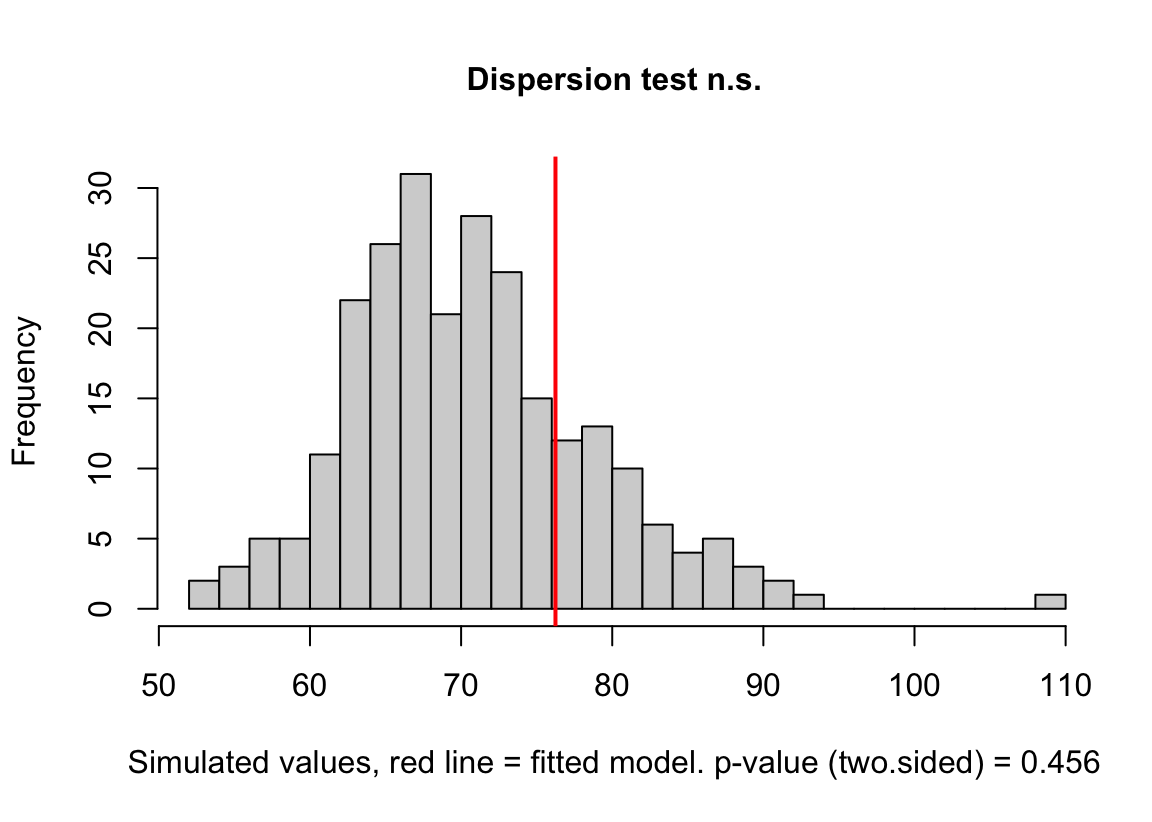 Dispersion test n.s.
Frequency
30
25
20
15
10
5
0
50 60 70 80 90 100 110
Simulated values, red line = fitted model. p-value (two.sided) = 0.456